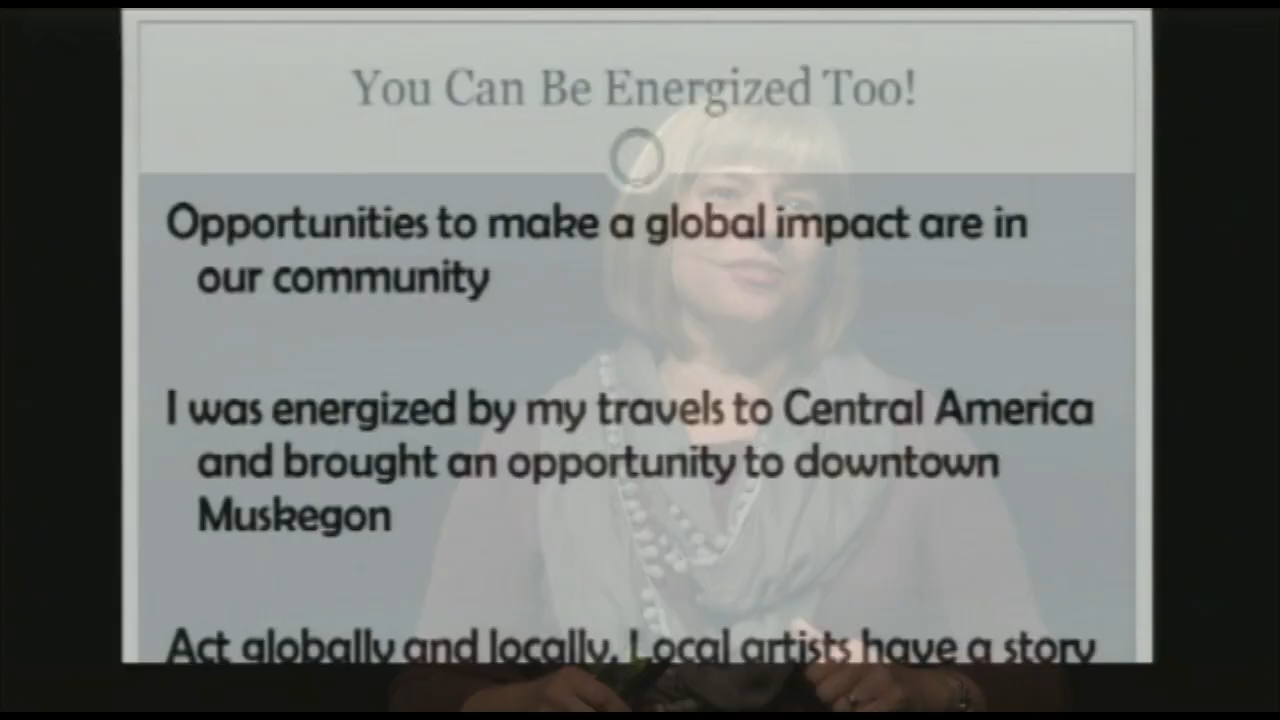 You Can Be Energized Too!
Opportunities to make a global impact are in
our community
I was energized by my travels to Central America
and brought an opportunity to downtown
Muskegon
Act globally and locally. Local artists have a story